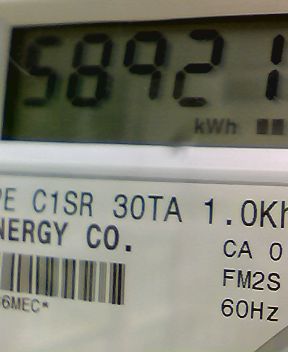 58921
kWh
PE C1SR 30TA 1.0Kh
NERGY CO.
CA 0
FM2S
6MEC*
60Hz